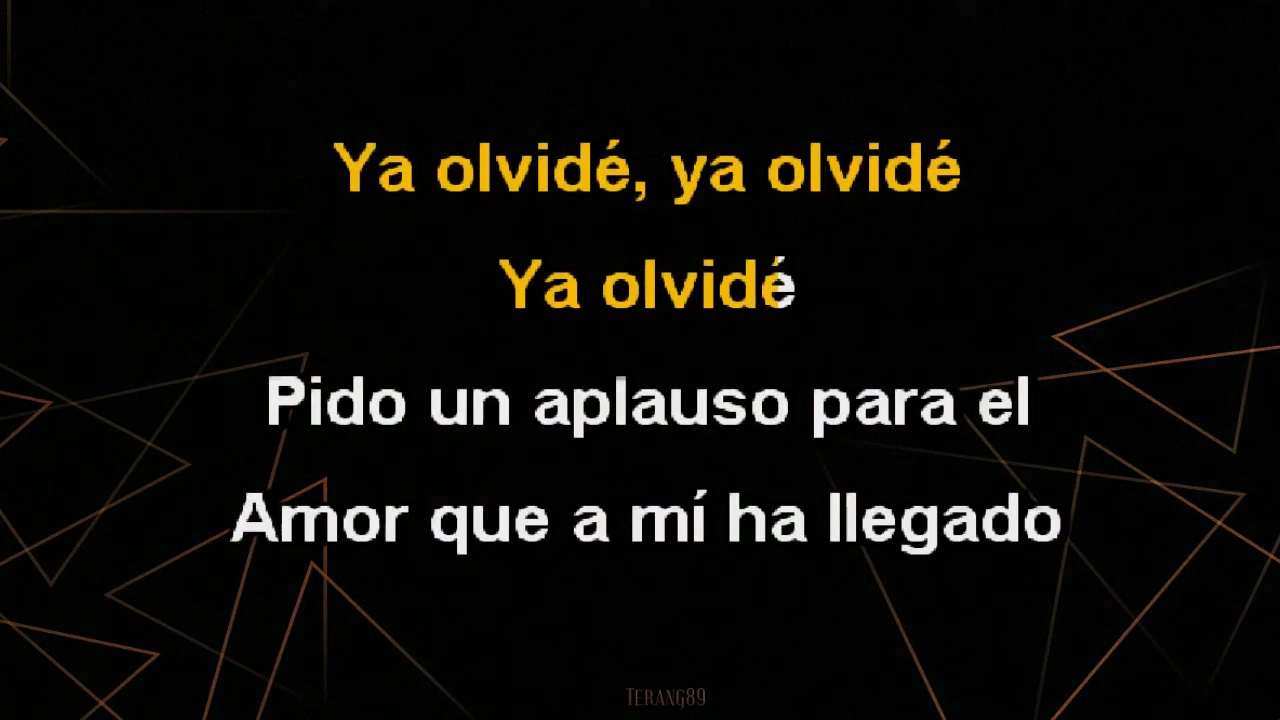 Ya olvidé, ya olvidé
Ya olvidé
Pido un aplauso para el
Amor que a mí ha llegado
Terang89